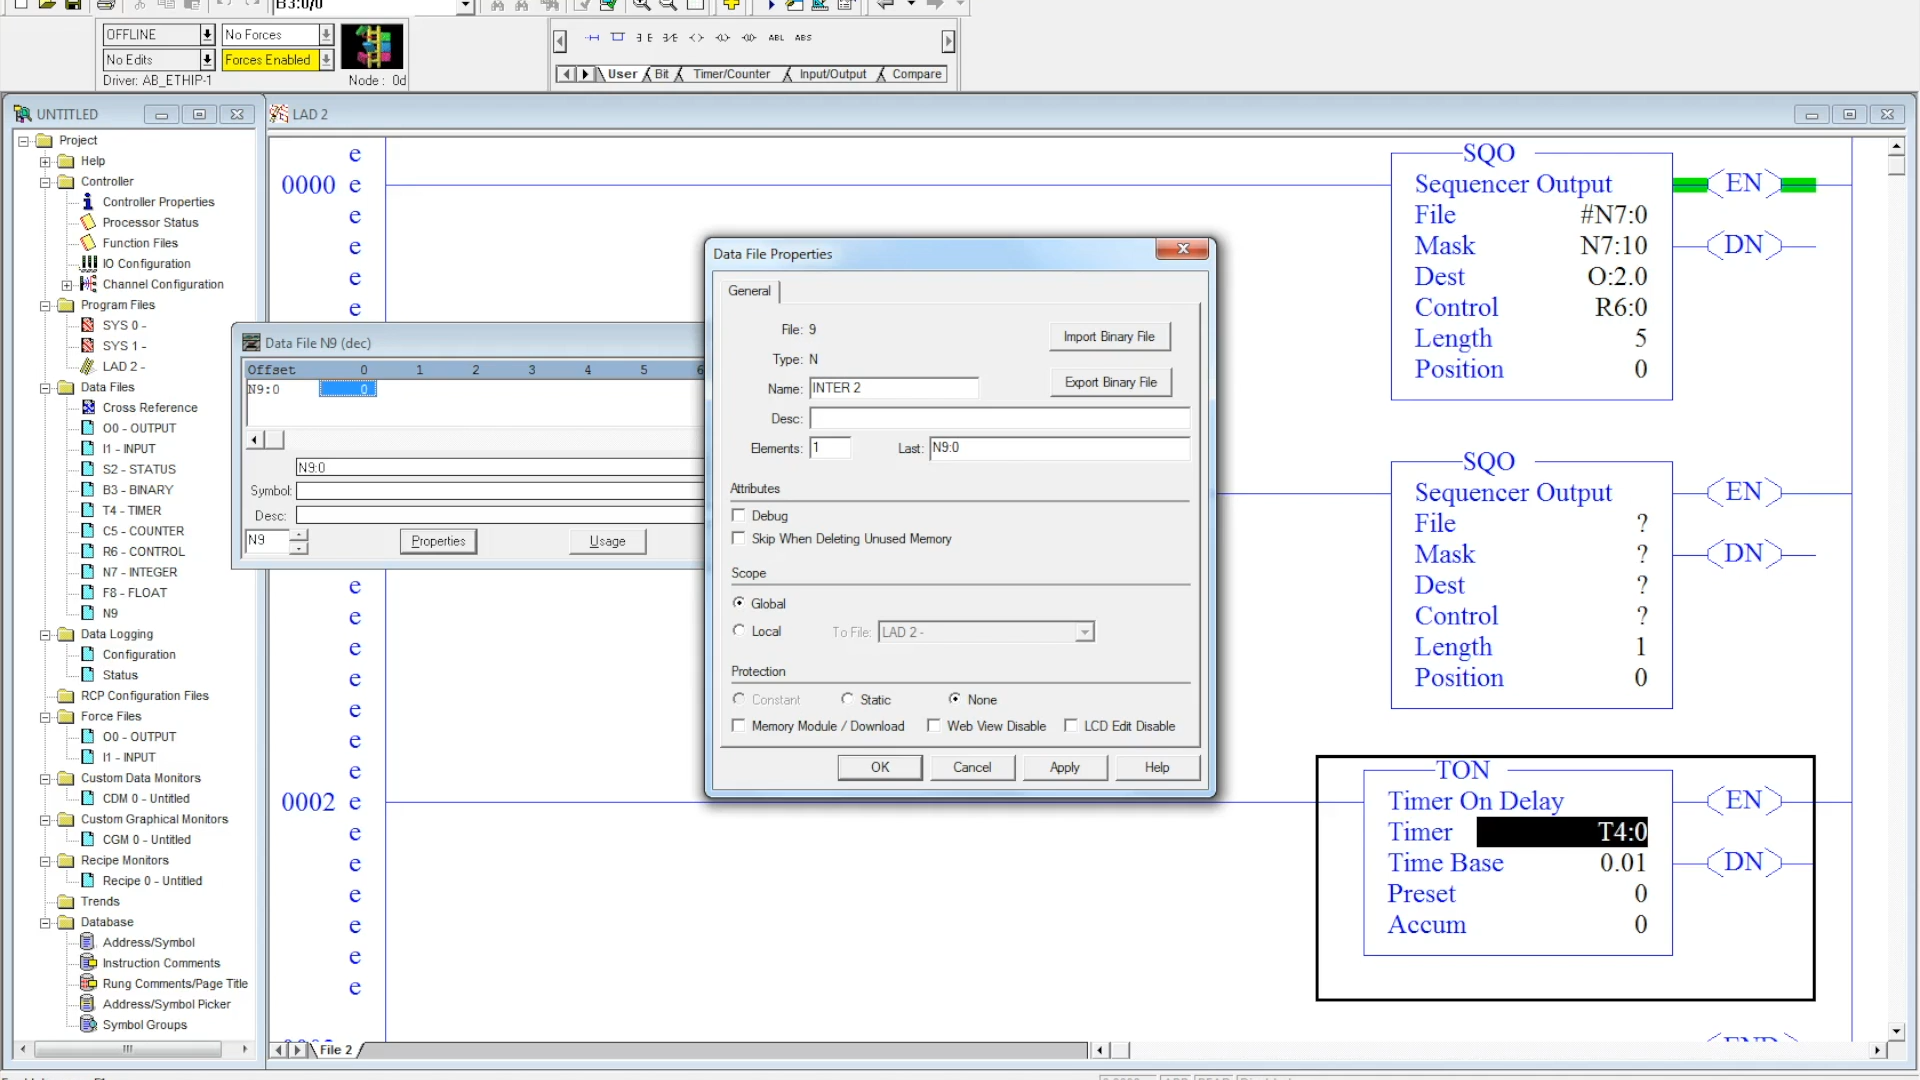 B3:0/0
OFFLINE
No Forces
No Edits
Forces Enabled
Driver: AB_ETHIP-1
Node : 0d
ABL ABS
User Bit Timer/Counter Input/Output Compare
UNTITLED
Project
Help
Controller
Controller Properties
Processor Status
Function Files
IO Configuration
Channel Configuration
Program Files
SYS 0 -
SYS 1 -
LAD 2 -
Data Files
Cross Reference
O0 - OUTPUT
I1 - INPUT
S2 - STATUS
B3 - BINARY
T4 - TIMER
C5 - COUNTER
R6 - CONTROL
N7 - INTEGER
F8 - FLOAT
N9
Data Logging
Configuration
Status
RCP Configuration Files
Force Files
O0 - OUTPUT
I1 - INPUT
Custom Data Monitors
CDM 0 - Untitled
Custom Graphical Monitors
CGM 0 - Untitled
Recipe Monitors
Recipe 0 - Untitled
Trends
Database
Address/Symbol
Instruction Comments
Rung Comments/Page Title
Address/Symbol Picker
Symbol Groups
LAD 2
e
0000 e
e
e
e
e
SQO
Sequencer Output
File #N7:0
Mask N7:10
Dest O:2.0
Control R6:0
Length 5
Position 0
EN
DN
Data File N9 (dec)
Offset 0 1 2 3 4 5 6
N9:0 0
N9:0
Symbol:
Desc:
N9
Properties
Usage
Data File Properties
General
File: 9
Type: N
Name: INTER 2
Desc:
Elements: 1
Last: N9:0
Import Binary File
Export Binary File
Attributes
Debug
Skip When Deleting Unused Memory
Scope
Global
Local
To File: LAD 2 -
Protection
Constant
Static
None
Memory Module / Download
Web View Disable
LCD Edit Disable
OK
Cancel
Apply
Help
SQO
Sequencer Output
File ?
Mask ?
Dest ?
Control ?
Length 1
Position 0
EN
DN
e
e
e
e
e
e
e
0002 e
e
e
e
e
e
e
TON
Timer On Delay
Timer T4:0
Time Base 0.01
Preset 0
Accum 0
EN
DN
File 2